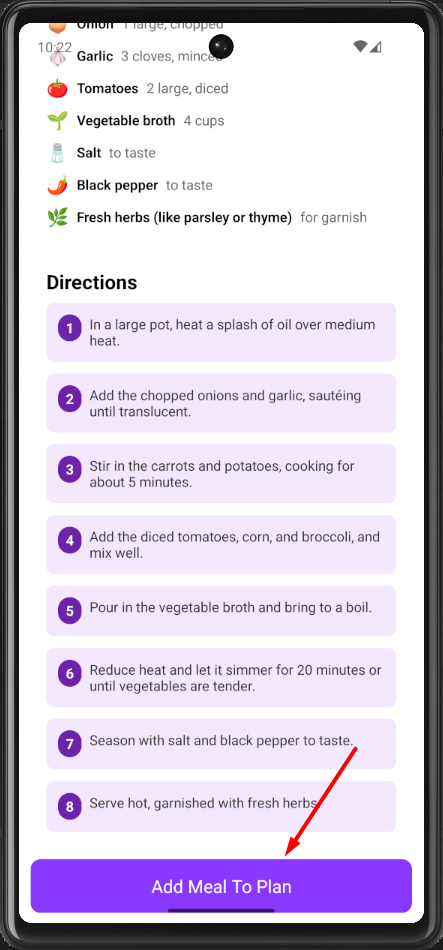 Onion 1 large, chopped
10:22
Garlic 3 cloves, minced
Tomatoes 2 large, diced
Vegetable broth 4 cups
Salt to taste
Black pepper to taste
Fresh herbs (like parsley or thyme) for garnish
Directions
1 In a large pot, heat a splash of oil over medium
heat.
2 Add the chopped onions and garlic, sautéing
until translucent.
3 Stir in the carrots and potatoes, cooking for
about 5 minutes.
4 Add the diced tomatoes, corn, and broccoli, and
mix well.
5 Pour in the vegetable broth and bring to a boil.
6 Reduce heat and let it simmer for 20 minutes or
until vegetables are tender.
7 Season with salt and black pepper to taste.
8 Serve hot, garnished with fresh herbs
Add Meal To Plan